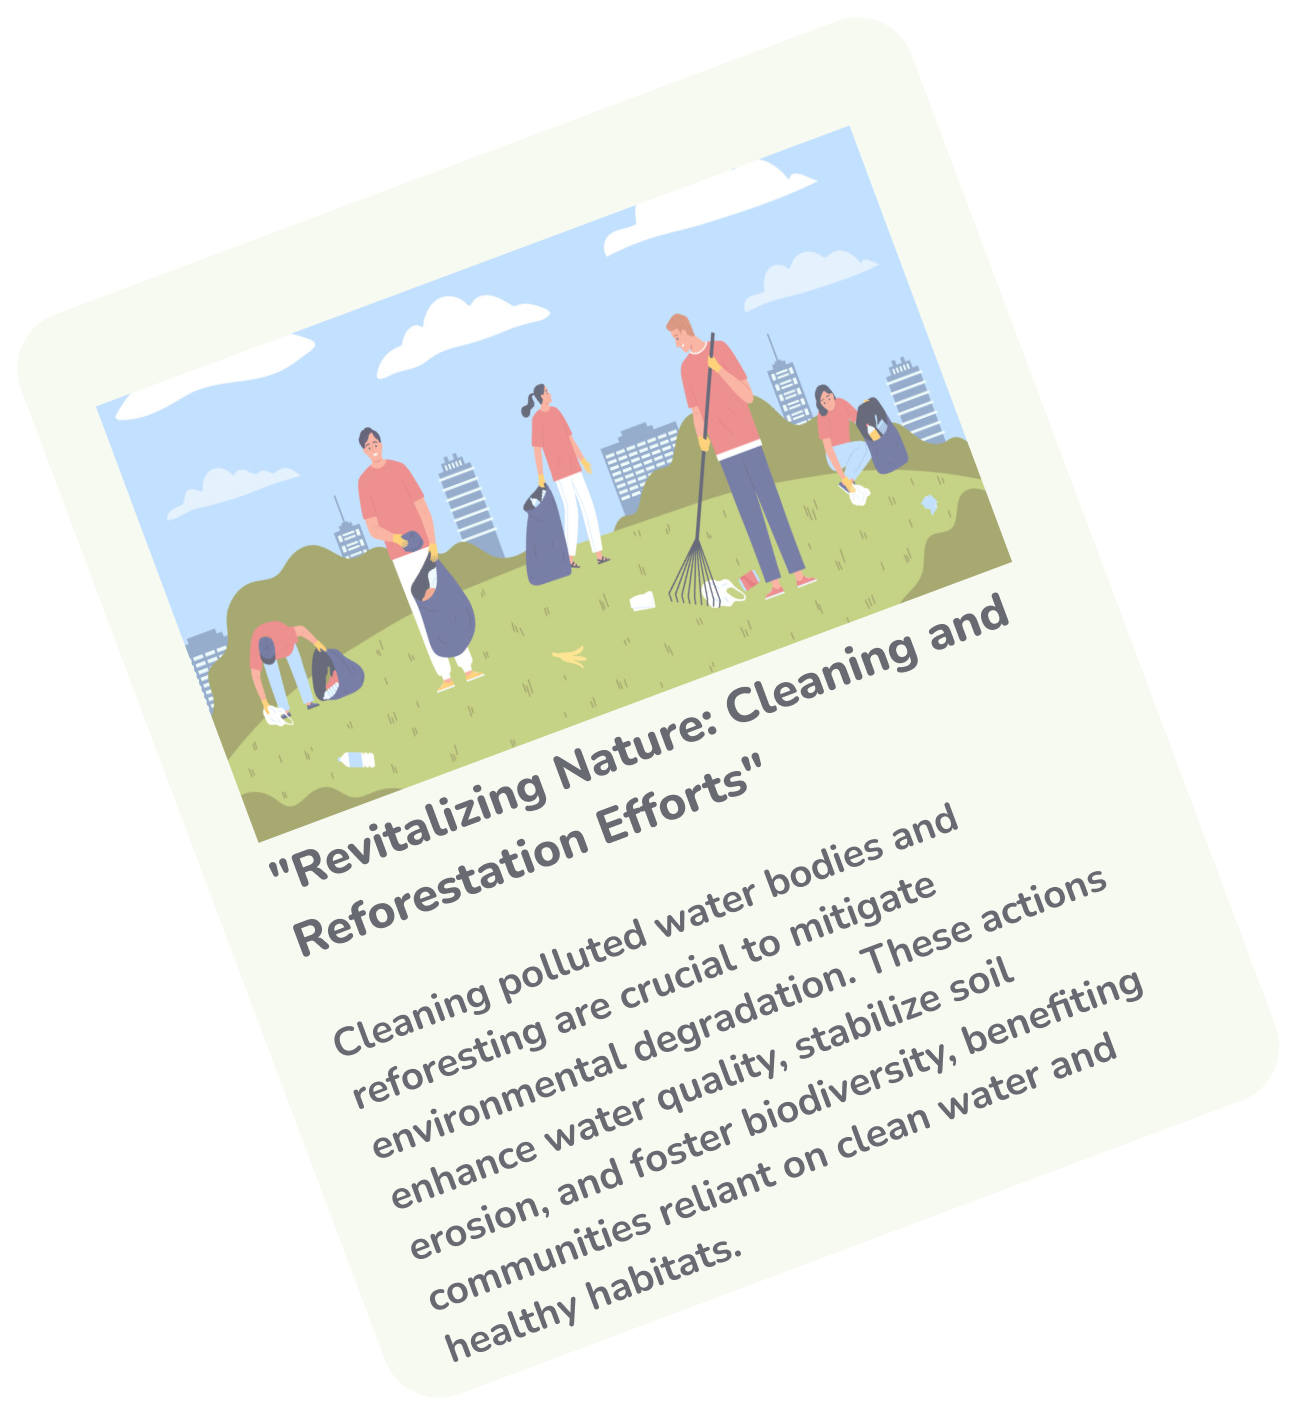 "Revitalizing Nature: Cleaning and
Reforestation Efforts"
Cleaning polluted water bodies and
reforesting are crucial to mitigate
environmental degradation. These actions
enhance water quality, stabilize soil
erosion, and foster biodiversity, benefiting
communities reliant on clean water and
healthy habitats.